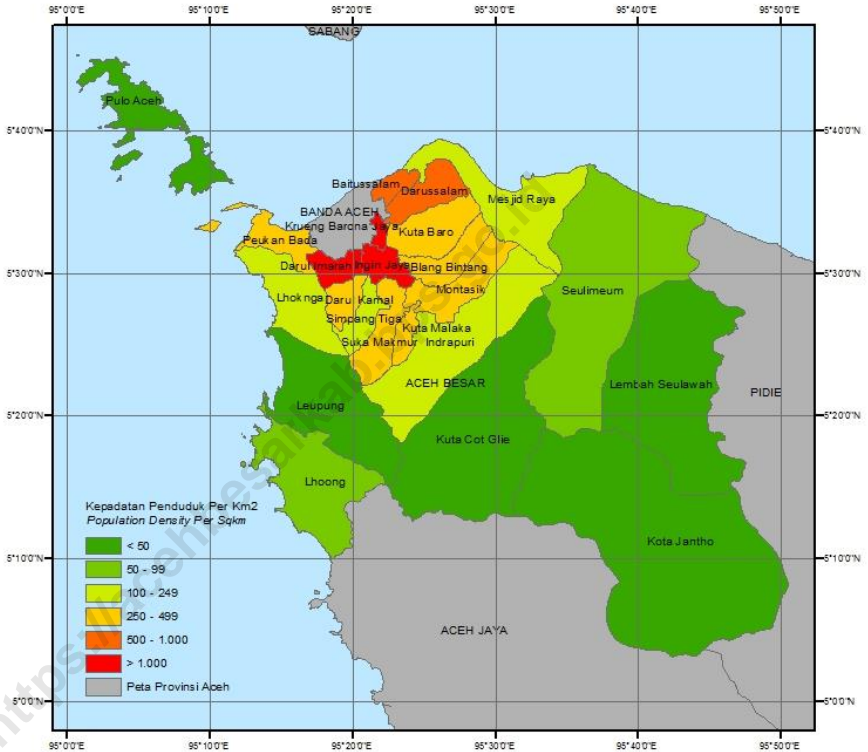 95°0'0"E 95°10'0"E 95°20'0"E 95°30'0"E 95°40'0"E 95°50'0"E
SABANG
Pulo Aceh
5°40'0"N 5°40'0"N
Baitussalam
Darussalam
Mesjid Raya
BANDA ACEH
Krueng Barona Jaya
Kuta Baro
Peukan Bada
5°30'0"N 5°30'0"N
Darul Imarah Ingin Jaya Blang Bintang
Montasik
Seulimeum
Lhoknga Daru Kamal
Simpang Tiga
Kuta Malaka
Suka Makmur Indrapuri
ACEH BESAR
Lembah Seulawah
PIDIE
Leupung
5°20'0"N 5°20'0"N
Kuta Cot Glie
Lhoong
Kepadatan Penduduk Per Km2
Population Density Per Sqkm
< 50
50 - 99
100 - 249
250 - 499
500 - 1.000
> 1.000
Peta Provinsi Aceh
Kota Jantho
5°10'0"N 5°10'0"N
ACEH JAYA
5°0'0"N 5°0'0"N
95°0'0"E 95°10'0"E 95°20'0"E 95°30'0"E 95°40'0"E 95°50'0"E
https://acehbesarkab.bps.go.id